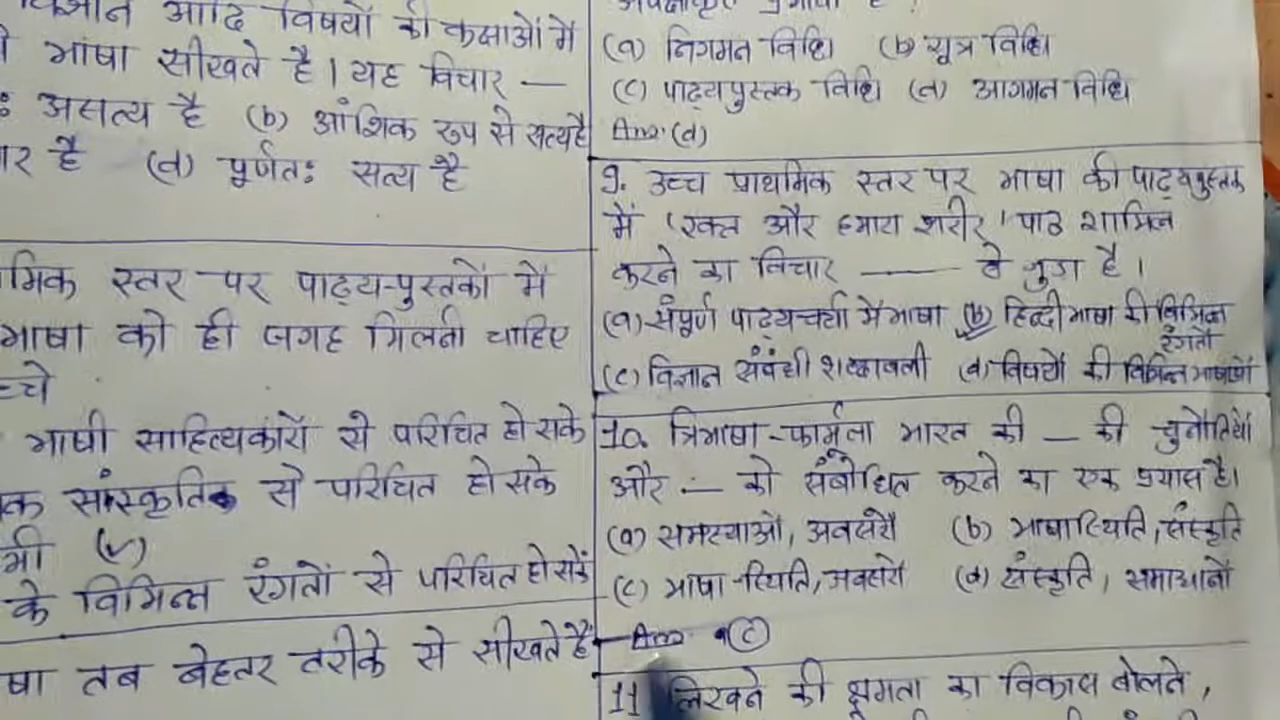 विज्ञान आदि विषयों की कक्षाओं में
भाषा सीखते है। यह विचार —
असत्य है (b) आंशिक रूप से सत्य है
है (d) पूर्णतः सत्य है
स्तर पर पाठ्य-पुस्तकों में
भाषा को ही जगह मिलनी चाहिए
भाषी साहित्यकारों से परिचित हो सके
सांस्कृतिक से परिचित हो सके
के विभिन्न रंगतों से परिचित हो सकें
तब बेहतर तरीके से सीखते हैं
(a) निगमन विधि (b) सूत्र विधि
(c) पाठ्यपुस्तक विधि (d) आगमन विधि
Ans. (d)
9. उच्च प्राथमिक स्तर पर भाषा की पाठ्यपुस्तक
में 'रक्त और हमारा शरीर' पाठ शामिल
करने का विचार —— से जुड़ा है।
(a) संपूर्ण पाठ्यचर्या में भाषा (b) हिन्दी भाषा की विभिन्न
रंगतों
(c) विज्ञान संबंधी शब्दावली (d) विषयों की विभिन्न भाषाओं
10. त्रिभाषा-फार्मूला भारत की — की चुनौतियों
और — को संबोधित करने का एक प्रयास है।
(a) समस्याओं, अवसरों (b) भाषा स्थिति, संस्कृति
(c) भाषा-स्थिति, अवसरों (d) संस्कृति, समाधानों
Ans (c)
11 लिखने की क्षमता का विकास बोलने,